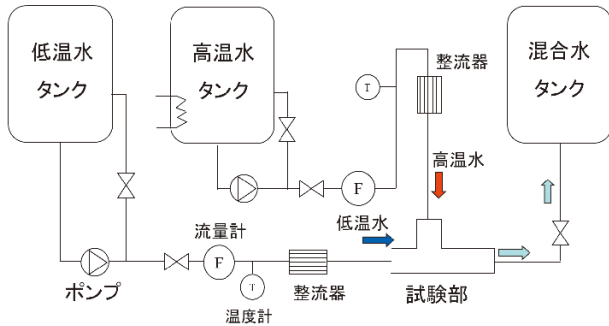 低温水
タンク
高温水
タンク
混合水
タンク
整流器
T
高温水
F
低温水
流量計
F
ポンプ
整流器
試験部
T
温度計